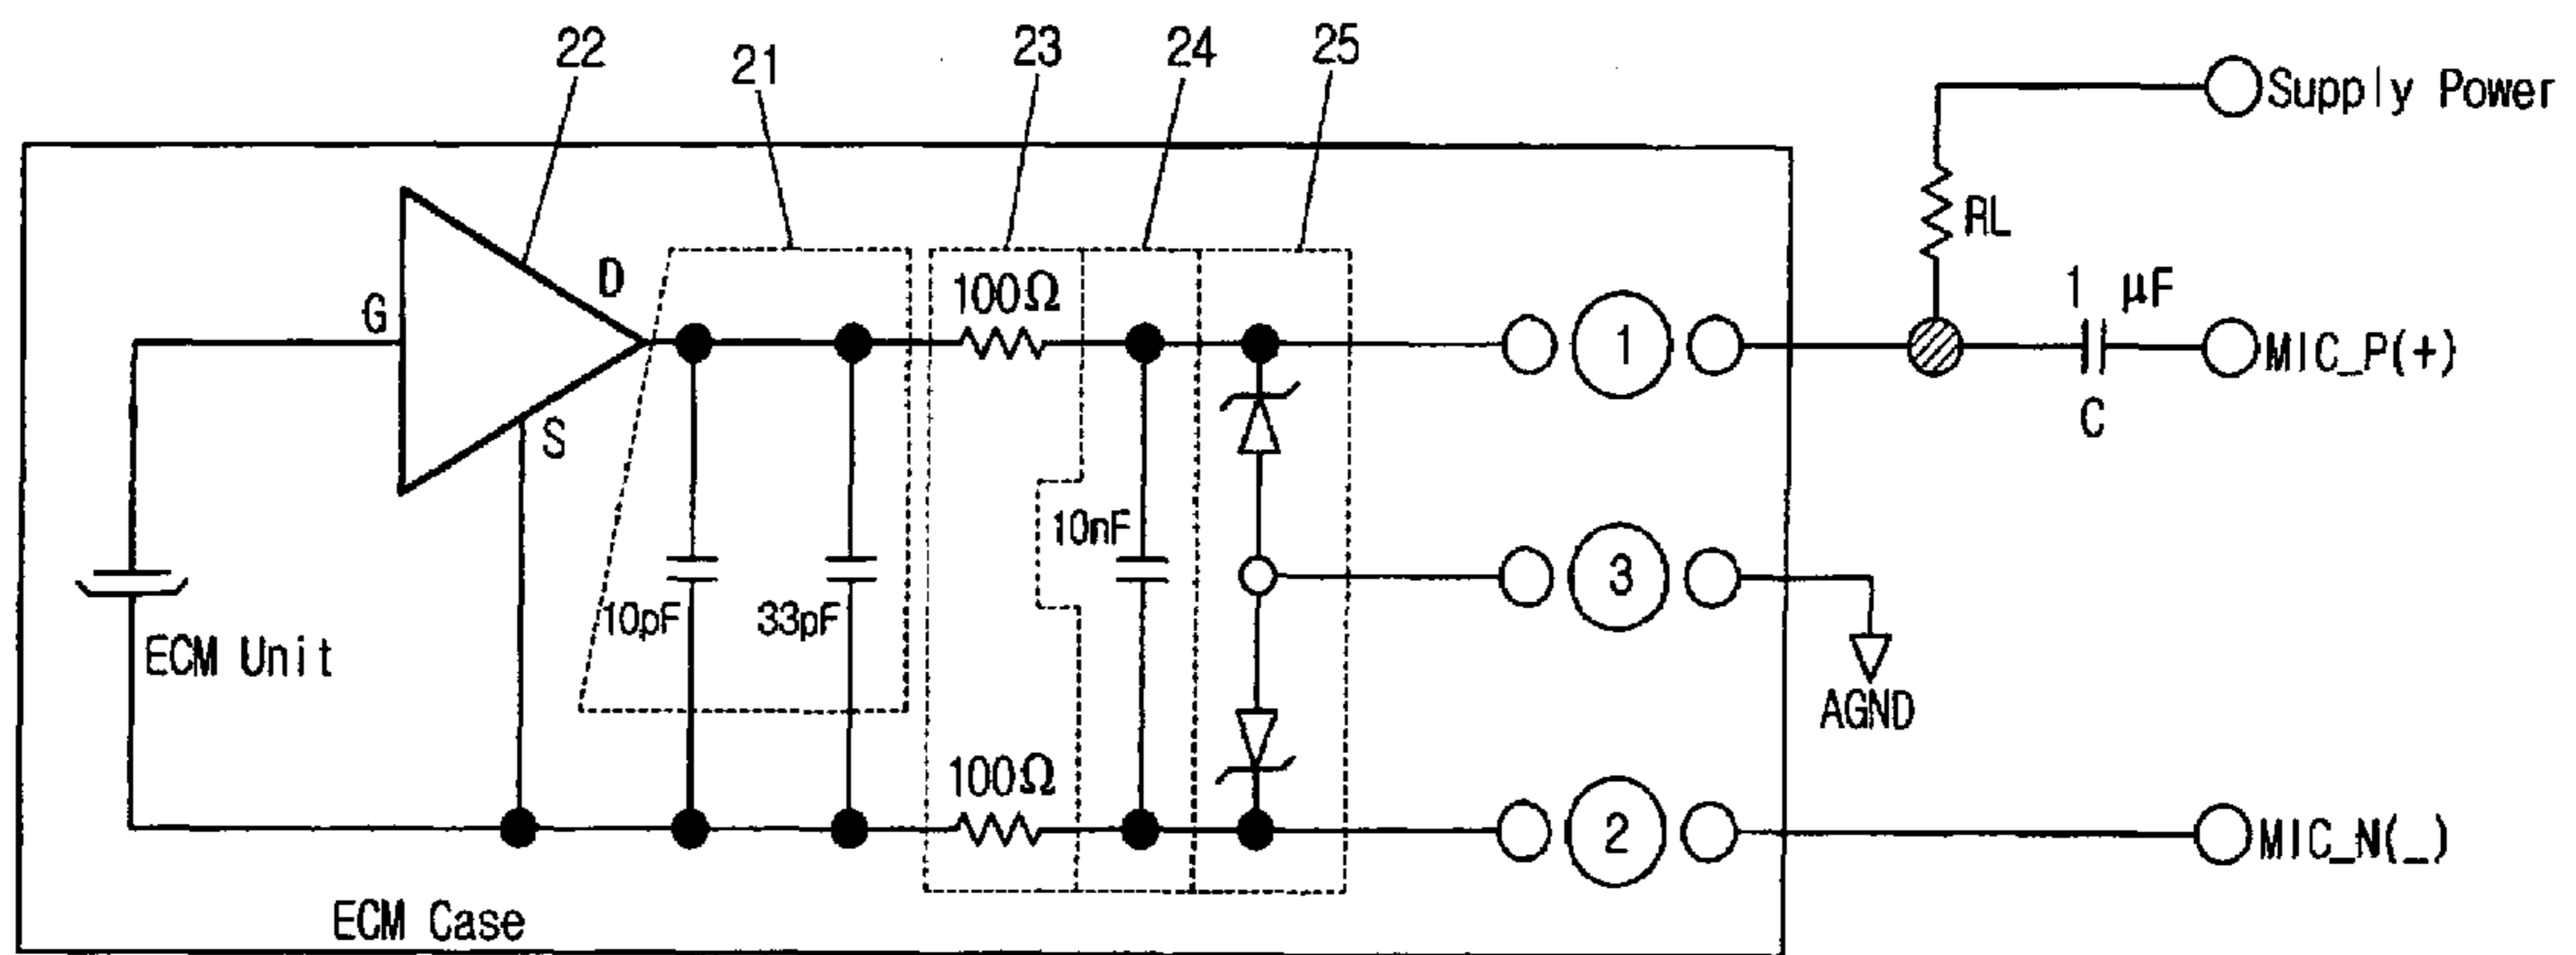 22
21
23
24
25
Supply Power
RL
1 μF
C
MIC_P(+)
G
D
S
100Ω
1
10nF
10pF
33pF
3
ECM Unit
AGND
100Ω
2
MIC_N(_)
ECM Case